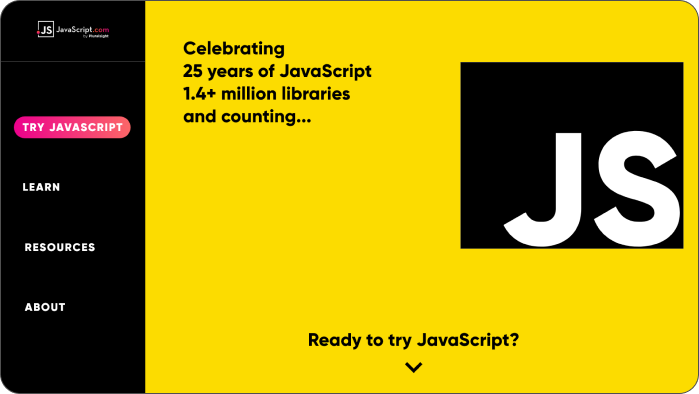 JS JavaScript.com
By Pluralsight
TRY JAVASCRIPT
LEARN
RESOURCES
ABOUT
Celebrating
25 years of JavaScript
1.4+ million libraries
and counting...
JS
Ready to try JavaScript?